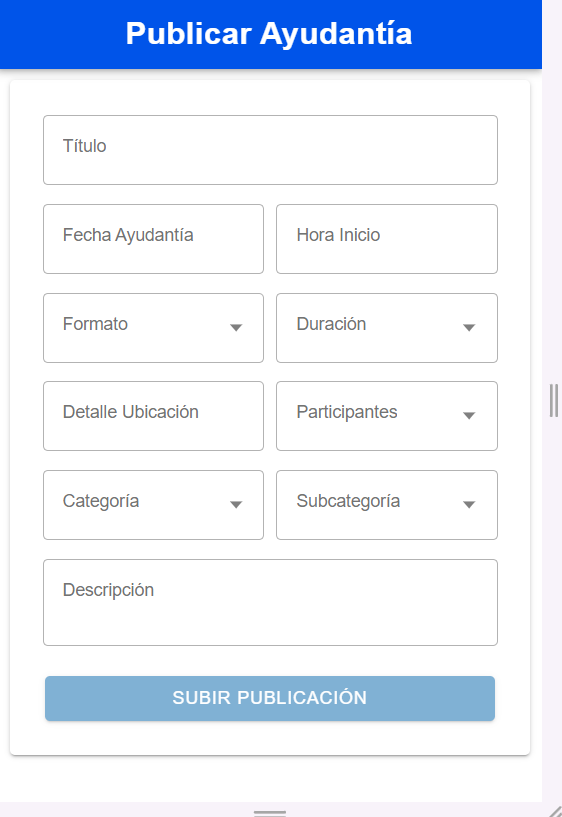 Publicar Ayudantía
Título
Fecha Ayudantía
Hora Inicio
Formato
Duración
Detalle Ubicación
Participantes
Categoría
Subcategoría
Descripción
SUBIR PUBLICACIÓN